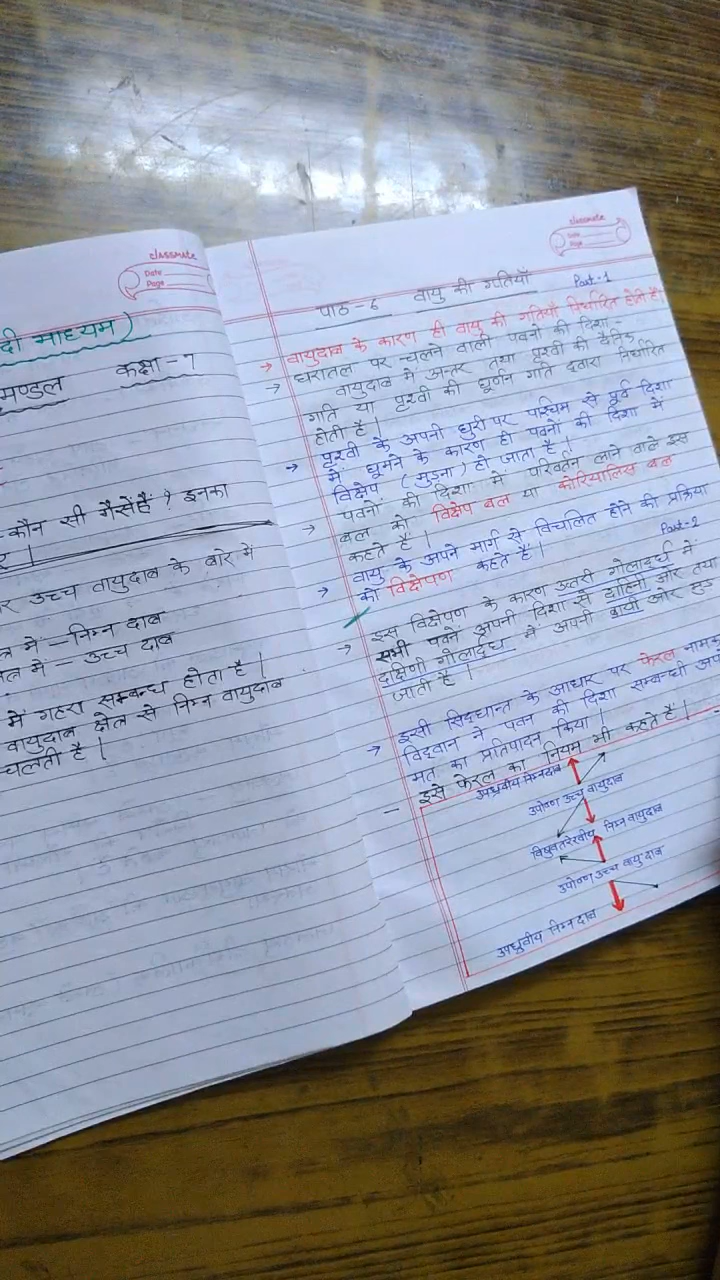 classmate
Date
Page
दी माध्यम)
मण्डल कक्षा - 7
-कौन सी गैसें हैं ? इनका
र उच्च वायुदाब के बारे में
त्र में - निम्न दाब
त्र में - उच्च दाब
में गहरा सम्बन्ध होता है |
वायुदाब क्षेत्र से निम्न वायुदाब
चलती है |
classmate
Date
Page
पाठ-6 वायु की गतियाँ Part-1
→ वायुदाब के कारण ही वायु की गतियाँ निर्धारित होती हैं।
→ धरातल पर चलने वाली पवनों की दिशा-
वायुदाब में अन्तर तथा पृथ्वी की दैनिक
गति या पृथ्वी की घूर्णन गति द्वारा निर्धारित
होती है |
→ पृथ्वी के अपनी धुरी पर पश्चिम से पूर्व दिशा
में घूमने के कारण ही पवनों की दिशा में
विक्षेप (मुड़ना) हो जाता है |
→ पवनों की दिशा में परिवर्तन लाने वाले इस
बल को विक्षेप बल या कोरियालिस बल
कहते हैं |
→ वायु के अपने मार्ग से विचलित होने की प्रक्रिया
को विक्षेपण कहते हैं |
Part-2
→ इस विक्षेपण के कारण उत्तरी गोलार्द्ध में
सभी पवनें अपनी दिशा से दाहिनी ओर तथा
दक्षिणी गोलार्द्ध में अपनी बायीं ओर मुड़
जाती हैं |
→ इसी सिद्धान्त के आधार पर फेरल
विद्वान ने पवन की दिशा सम्बन्धी
मत का प्रतिपादन किया |
- इसे फेरल का नियम भी कहते हैं |
उपध्रुवीय निम्नदाब
उपोष्ण उच्च वायुदाब
विषुवतरेखीय निम्न वायुदाब
उपोष्ण उच्च वायुदाब
उपध्रुवीय निम्नदाब